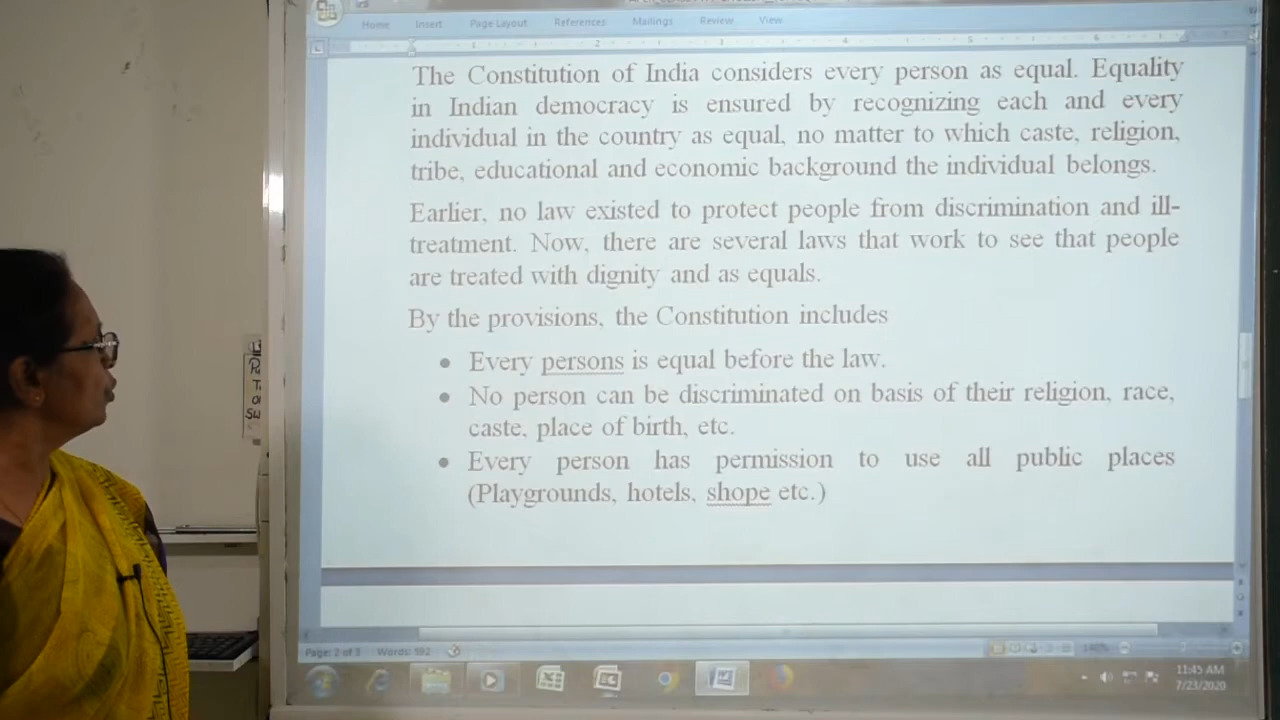 Home Insert Page Layout References Mailings Review View
The Constitution of India considers every person as equal. Equality
in Indian democracy is ensured by recognizing each and every
individual in the country as equal, no matter to which caste, religion,
tribe, educational and economic background the individual belongs.
Earlier, no law existed to protect people from discrimination and ill-
treatment. Now, there are several laws that work to see that people
are treated with dignity and as equals.
By the provisions, the Constitution includes
• Every persons is equal before the law.
• No person can be discriminated on basis of their religion, race,
caste, place of birth, etc.
• Every person has permission to use all public places
(Playgrounds, hotels, shope etc.)
Page: 2 of 3 Words: 592
11:45 AM
7/23/2020